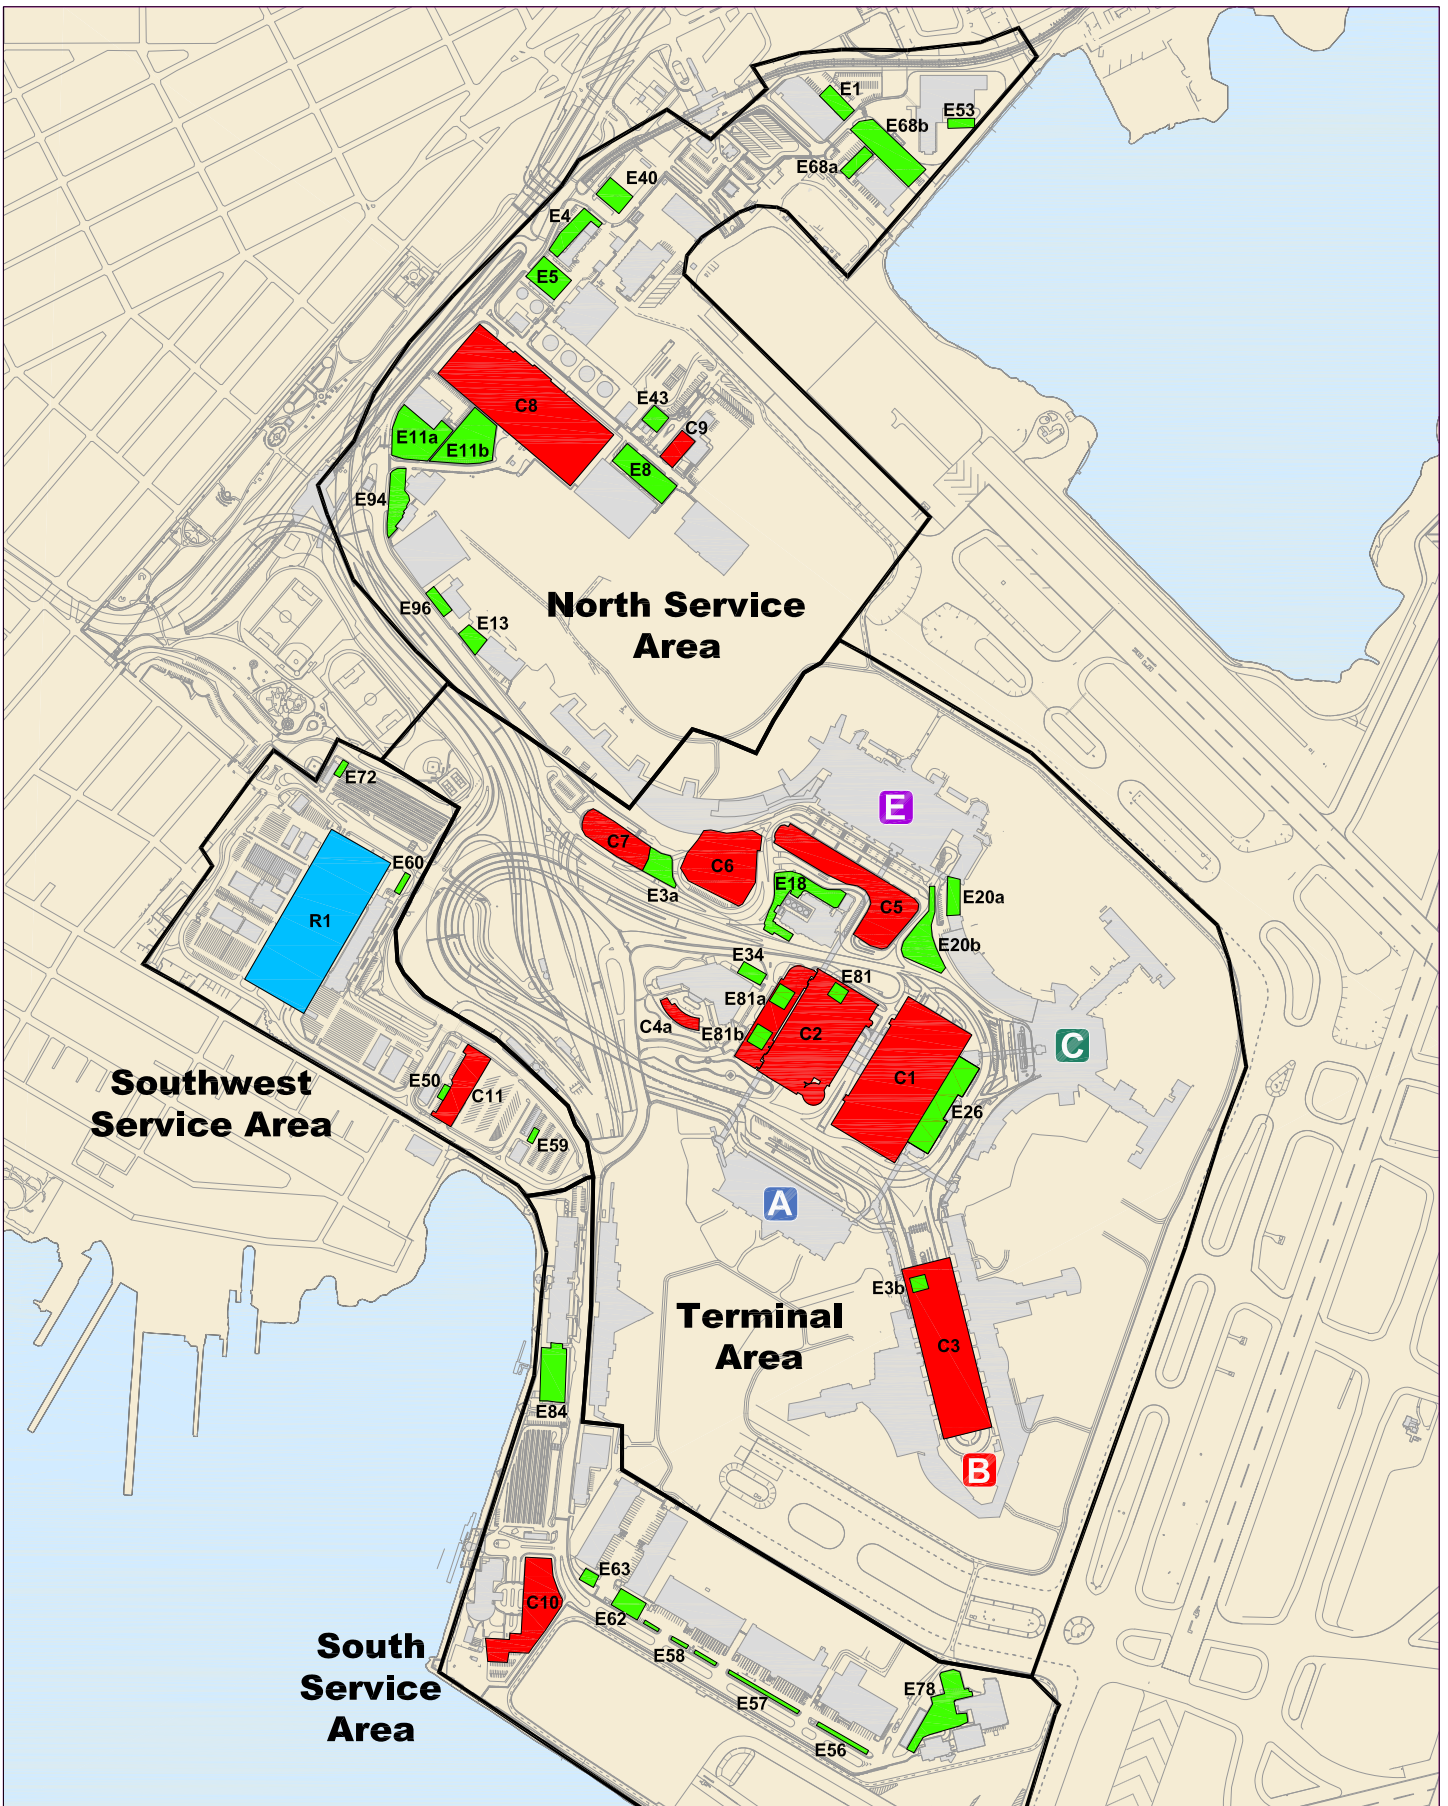 E1
E53
E68b
E68a
E40
E4
E5
C8
E43
C9
E11a
E11b
E8
E94
North Service
Area
E96
E13
E72
E
C7
C6
E60
E3a
E18
C5
E20a
R1
E20b
E34
E81
E81a
C4a
E81b
C2
C
C1
Southwest
Service Area
E50
C11
E26
E59
A
E3b
Terminal
Area
C3
E84
B
E63
C10
E62
South
Service
Area
E58
E57
E78
E56